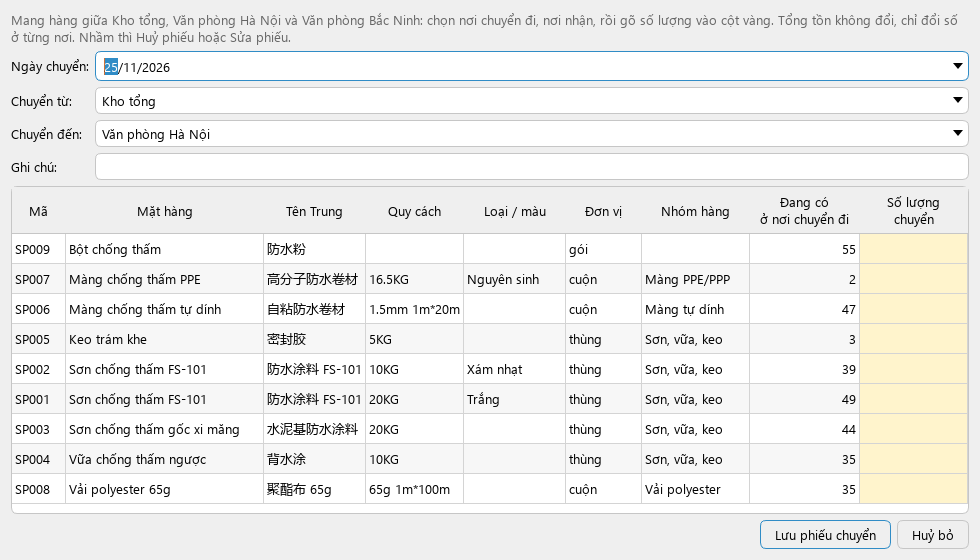 Mang hàng giữa Kho tổng, Văn phòng Hà Nội và Văn phòng Bắc Ninh: chọn nơi chuyển đi, nơi nhận, rồi gõ số lượng vào cột vàng. Tổng tồn không đổi, chỉ đổi số
ở từng nơi. Nhầm thì Huỷ phiếu hoặc Sửa phiếu.
Ngày chuyển: 25/11/2026
Chuyển từ: Kho tổng
Chuyển đến: Văn phòng Hà Nội
Ghi chú:
Mã Mặt hàng Tên Trung Quy cách Loại / màu Đơn vị Nhóm hàng Đang có ở nơi chuyển đi Số lượng chuyển
SP009 Bột chống thấm 防水粉 gói 55
SP007 Màng chống thấm PPE 高分子防水卷材 16.5KG Nguyên sinh cuộn Màng PPE/PPP 2
SP006 Màng chống thấm tự dính 自粘防水卷材 1.5mm 1m*20m cuộn Màng tự dính 47
SP005 Keo trám khe 密封胶 5KG thùng Sơn, vữa, keo 3
SP002 Sơn chống thấm FS-101 防水涂料 FS-101 10KG Xám nhạt thùng Sơn, vữa, keo 39
SP001 Sơn chống thấm FS-101 防水涂料 FS-101 20KG Trắng thùng Sơn, vữa, keo 49
SP003 Sơn chống thấm gốc xi măng 水泥基防水涂料 20KG thùng Sơn, vữa, keo 44
SP004 Vữa chống thấm ngược 背水涂 10KG thùng Sơn, vữa, keo 35
SP008 Vải polyester 65g 聚酯布 65g 65g 1m*100m cuộn Vải polyester 35
Lưu phiếu chuyển Huỷ bỏ